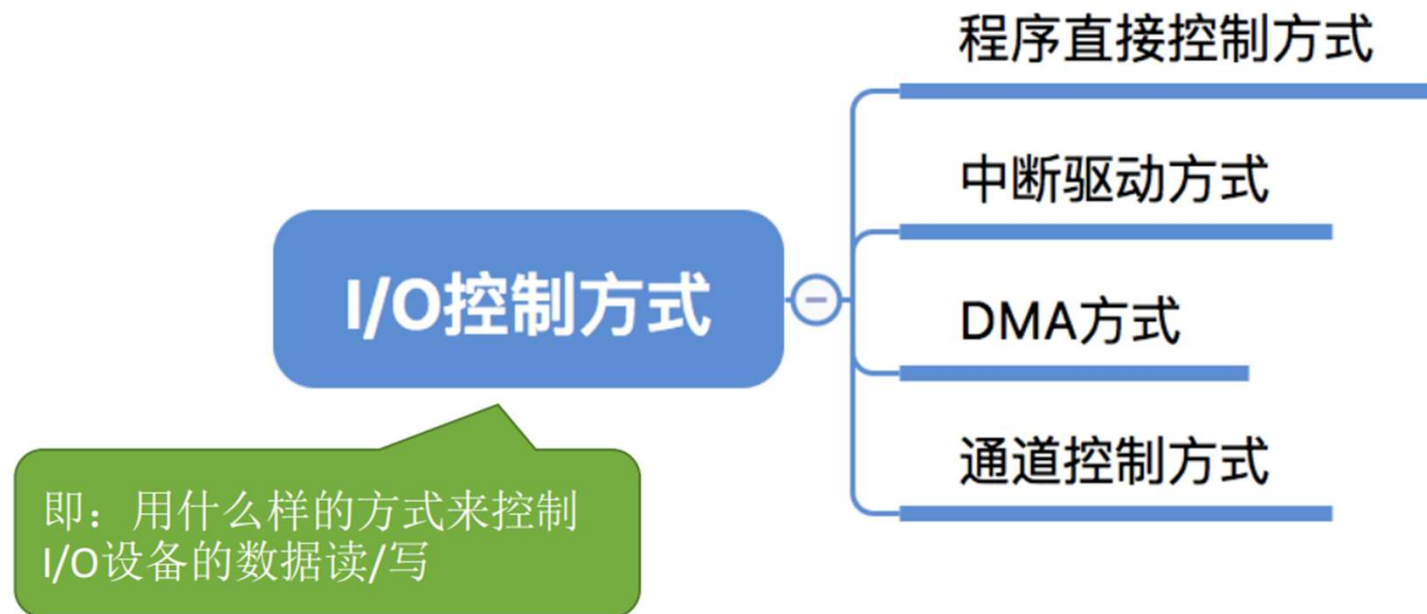 程序直接控制方式
中断驱动方式
I/O控制方式
DMA方式
通道控制方式
即：用什么样的方式来控制
I/O设备的数据读/写